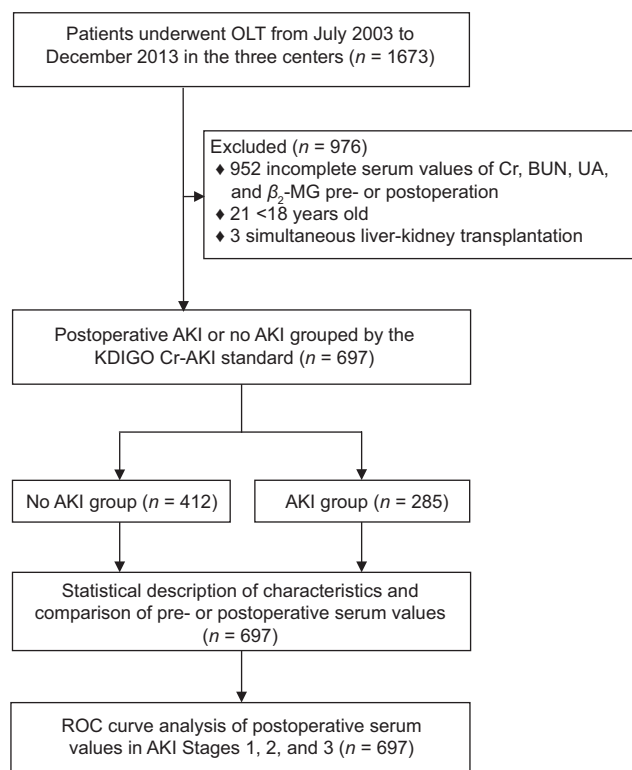 Patients underwent OLT from July 2003 to
December 2013 in the three centers (n = 1673)
Excluded (n = 976)
♦ 952 incomplete serum values of Cr, BUN, UA,
and β₂-MG pre- or postoperation
♦ 21 <18 years old
♦ 3 simultaneous liver-kidney transplantation
Postoperative AKI or no AKI grouped by the
KDIGO Cr-AKI standard (n = 697)
No AKI group (n = 412)
AKI group (n = 285)
Statistical description of characteristics and
comparison of pre- or postoperative serum values
(n = 697)
ROC curve analysis of postoperative serum
values in AKI Stages 1, 2, and 3 (n = 697)